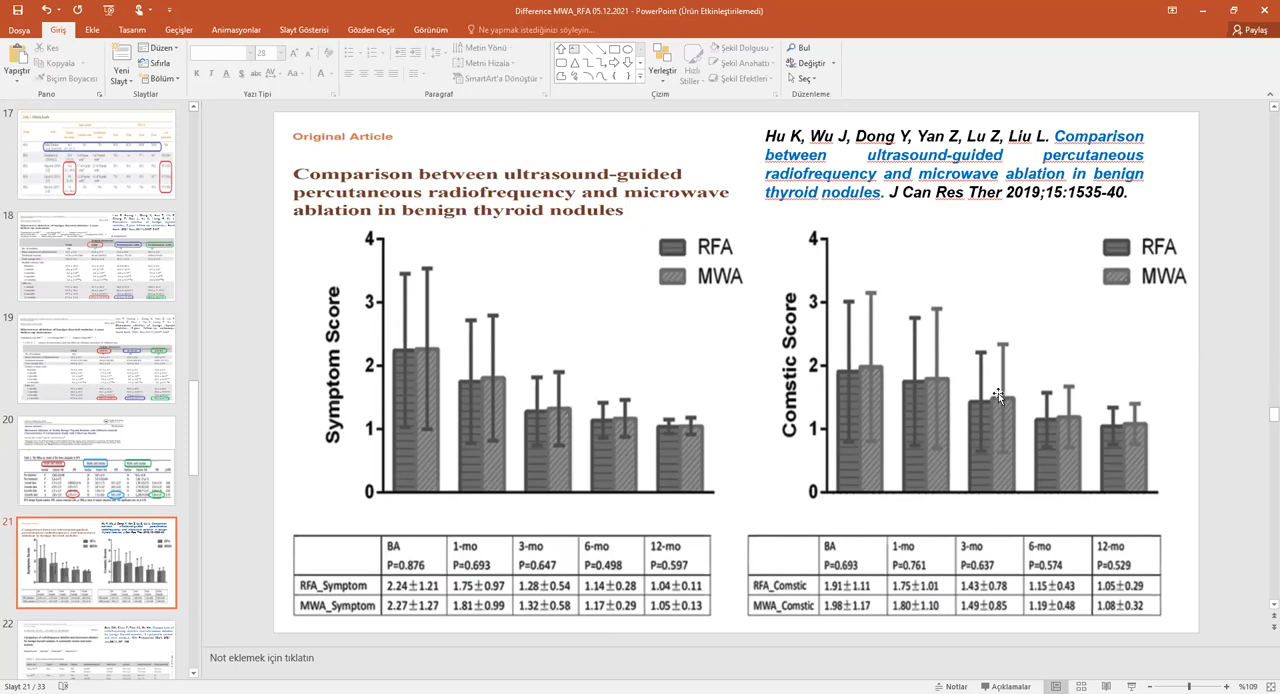 Difference MWA_RFA 05.12.2021 - PowerPoint (Ürün Etkinleştirilemedi)
Dosya Giriş Ekle Tasarım Geçişler Animasyonlar Slayt Gösterisi Gözden Geçir Görünüm Ne yapmak istediğinizi söyleyin... Paylaş
Yapıştır
Kes
Kopyala
Biçim Boyacısı
Pano
Yeni
Slayt
Düzen
Sıfırla
Bölüm
Slaytlar
28
K T A S abc AV Aa A
Yazı Tipi
Metin Yönü
Metni Hizala
SmartArt'a Dönüştür
Paragraf
Yerleştir
Hızlı
Stiller
Şekil Dolgusu
Şekil Anahattı
Şekil Efektleri
Çizim
Bul
Değiştir
Seç
Düzenleme
17
18
19
20
21
22
Original Article
Comparison between ultrasound-guided
percutaneous radiofrequency and microwave
ablation in benign thyroid nodules
Hu K, Wu J, Dong Y, Yan Z, Lu Z, Liu L. Comparison
between ultrasound-guided percutaneous
radiofrequency and microwave ablation in benign
thyroid nodules. J Can Res Ther 2019;15:1535-40.
Symptom Score
4
3
2
1
0
RFA
MWA
Comstic Score
4
3
2
1
0
RFA
MWA
BA 1-mo 3-mo 6-mo 12-mo
P=0.876 P=0.693 P=0.647 P=0.498 P=0.597
RFA_Symptom 2.24±1.21 1.75±0.97 1.28±0.54 1.14±0.28 1.04±0.11
MWA_Symptom 2.27±1.27 1.81±0.99 1.32±0.58 1.17±0.29 1.05±0.13
BA 1-mo 3-mo 6-mo 12-mo
P=0.693 P=0.761 P=0.637 P=0.574 P=0.529
RFA_Comstic 1.91±1.11 1.75±1.01 1.43±0.78 1.15±0.43 1.05±0.29
MWA_Comstic 1.98±1.17 1.80±1.10 1.49±0.85 1.19±0.48 1.08±0.32
Not eklemek için tıklatın
Slayt 21 / 33
Notlar Açıklamalar %109